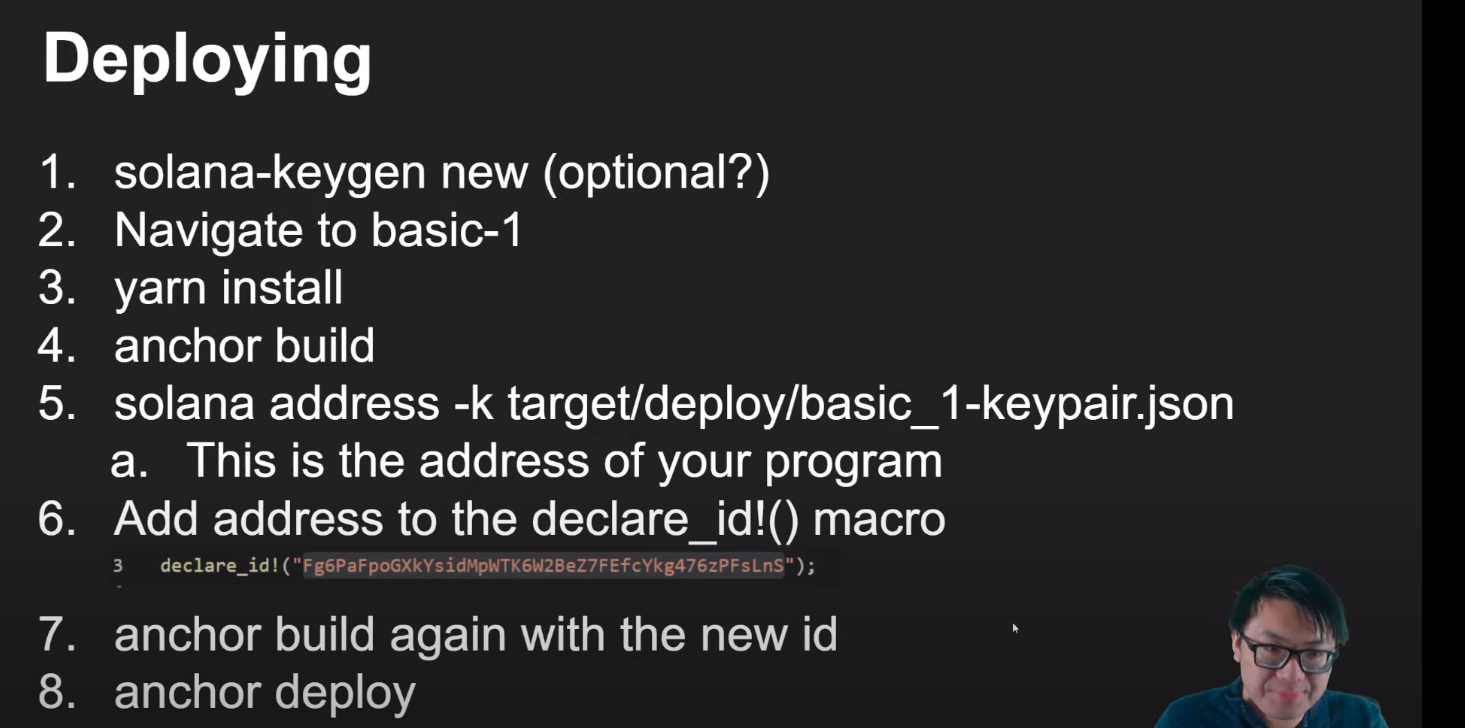 Deploying
1. solana-keygen new (optional?)
2. Navigate to basic-1
3. yarn install
4. anchor build
5. solana address -k target/deploy/basic_1-keypair.json
a. This is the address of your program
6. Add address to the declare_id!() macro
3 declare_id!("Fg6PaFpoGXkYsidMpWTK6W2BeZ7FEfcYkg476zPFsLnS");
7. anchor build again with the new id
8. anchor deploy